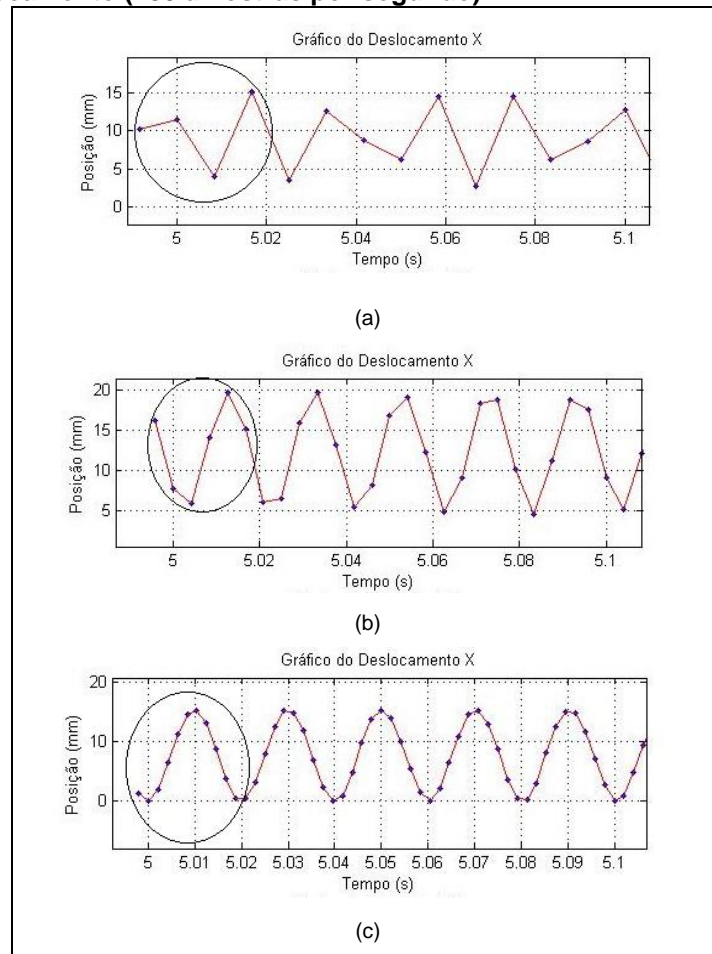 por segundo)
Gráfico do Deslocamento X
Posição (mm)
15
10
5
0
5
5.02
5.04
5.06
5.08
5.1
Tempo (s)
(a)
Gráfico do Deslocamento X
Posição (mm)
20
15
10
5
5
5.02
5.04
5.06
5.08
5.1
Tempo (s)
(b)
Gráfico do Deslocamento X
Posição (mm)
20
10
0
5
5.01
5.02
5.03
5.04
5.05
5.06
5.07
5.08
5.09
5.1
Tempo (s)
(c)